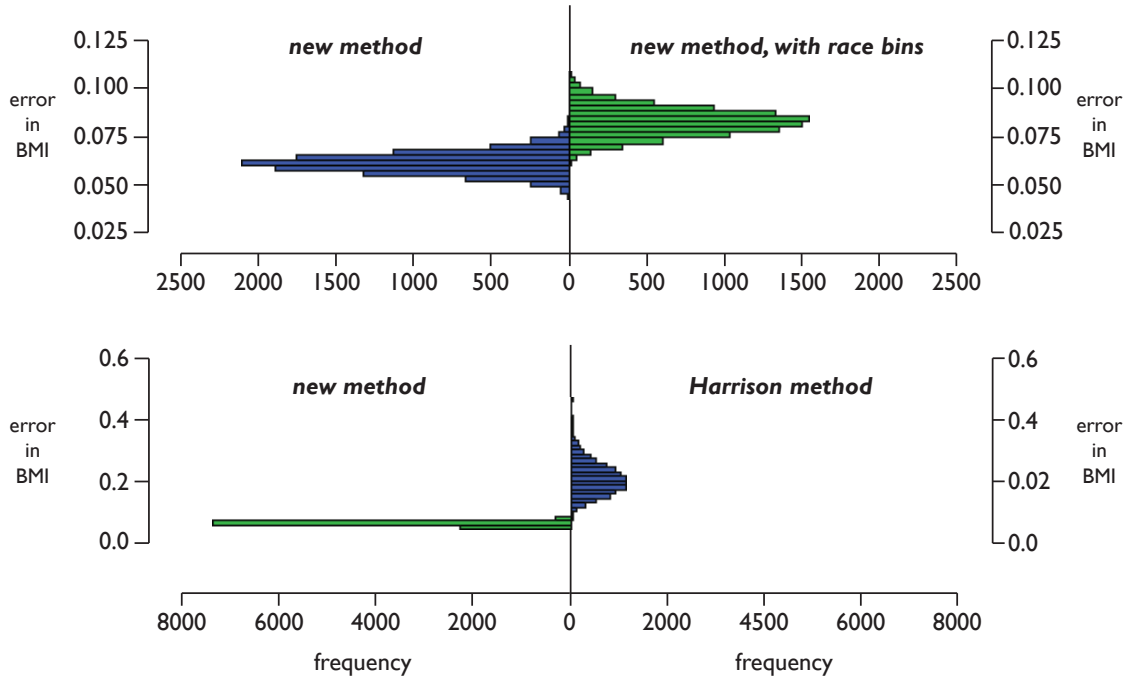 new method
new method, with race bins
0.125
0.100
0.075
0.050
0.025
error
in
BMI
0.125
0.100
0.075
0.050
0.025
error
in
BMI
2500 2000 1500 1000 500 0 500 1000 1500 2000 2500
new method
Harrison method
0.6
0.4
0.2
0.0
error
in
BMI
0.6
0.4
0.02
0.0
error
in
BMI
8000 6000 4000 2000 0 2000 4500 6000 8000
frequency
frequency